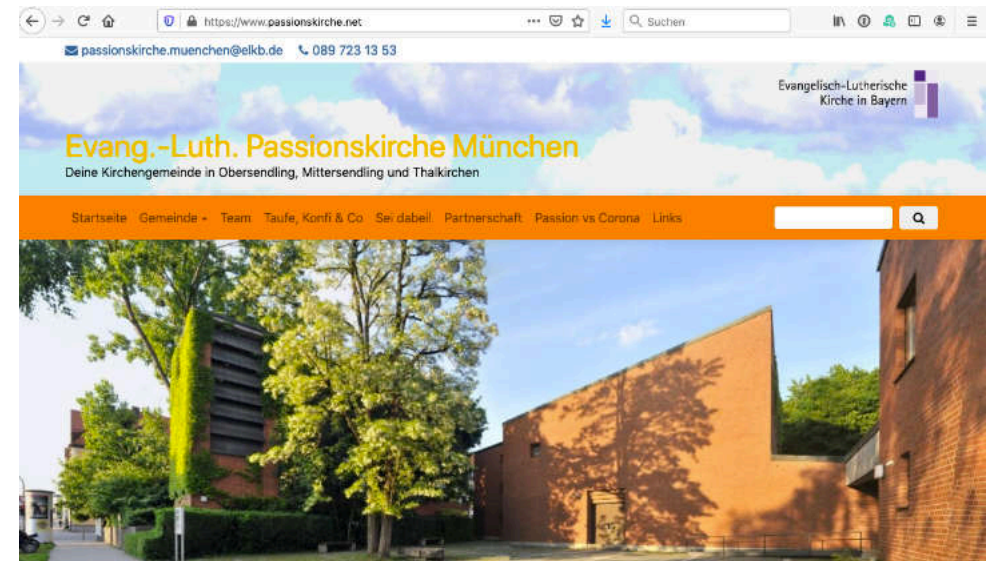 https://www.passionskirche.net
Suchen
passionskirche.muenchen@elkb.de 089 723 13 53
Evangelisch-Lutherische
Kirche in Bayern
Evang.-Luth. Passionskirche München
Deine Kirchengemeinde in Obersendling, Mittersendling und Thalkirchen
Startseite Gemeinde Team Taufe, Konfi & Co Sei dabei! Partnerschaft Passion vs Corona Links